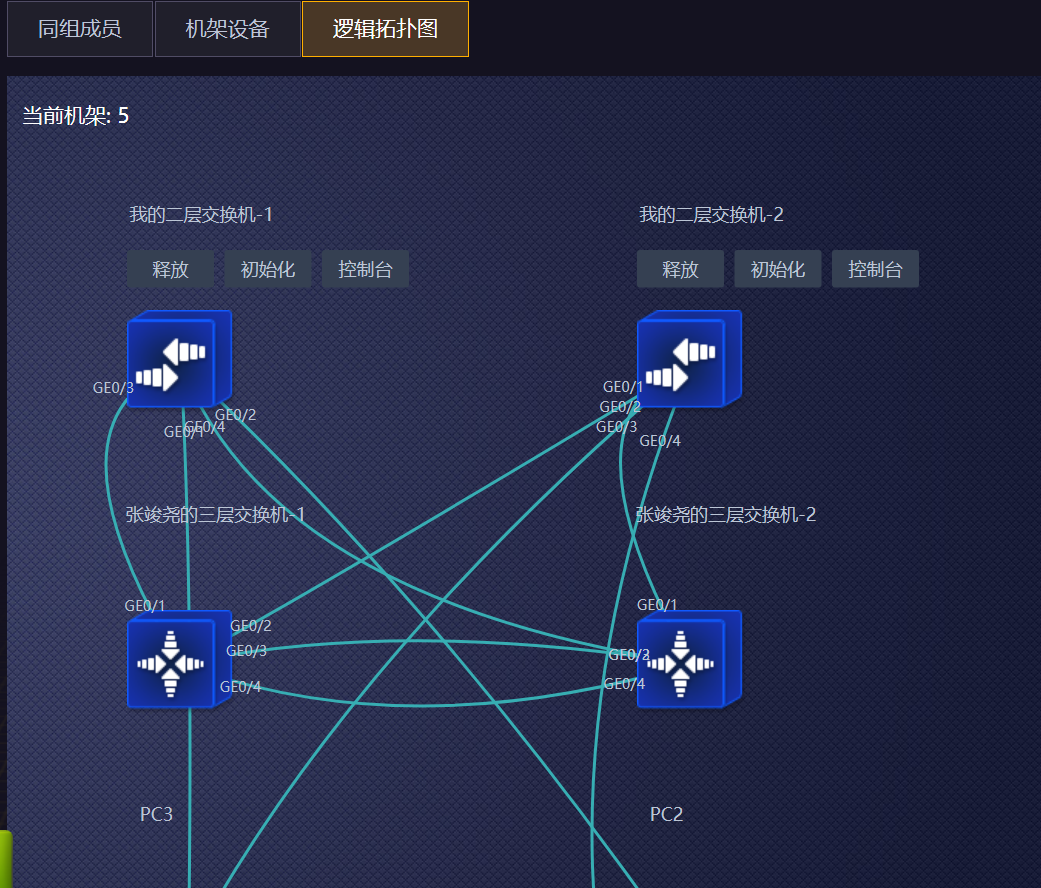 同组成员
机架设备
逻辑拓扑图
当前机架: 5
我的二层交换机-1
我的二层交换机-2
释放
初始化
控制台
释放
初始化
控制台
GE0/3
GE0/2
GE0/4
GE0/1
GE0/1
GE0/2
GE0/3
GE0/4
张竣尧的三层交换机-1
张竣尧的三层交换机-2
GE0/1
GE0/2
GE0/3
GE0/4
GE0/1
GE0/4
PC3
PC2